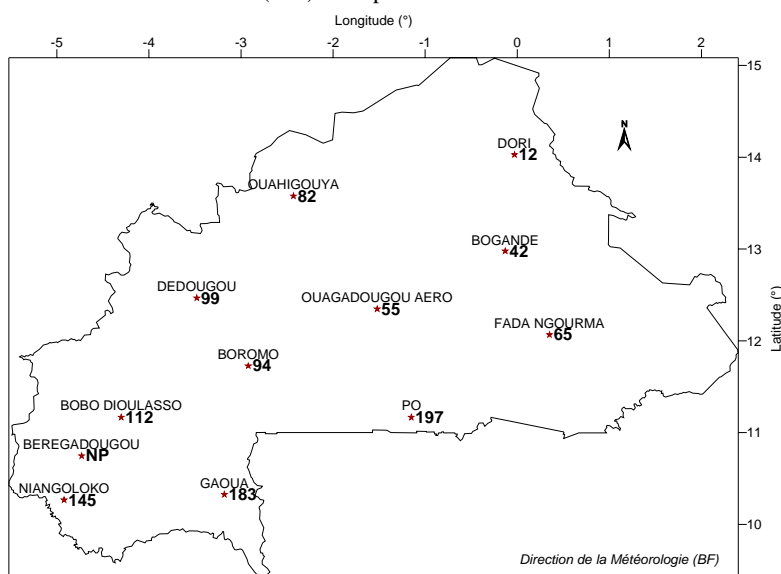 Longitude (°)
-5 -4 -3 -2 -1 0 1 2
15
N
DORI
12
14
OUAHIGOUYA
82
BOGANDE
42
13
DEDOUGOU
99
OUAGADOUGOU AERO
55
FADA NGOURMA
65
12
Latitude (°)
BOROMO
94
BOBO DIOULASSO
112
PO
197
11
BEREGADOUGOU
NP
NIANGOLOKO
145
GAOUA
183
10
Direction de la Météorologie (BF)